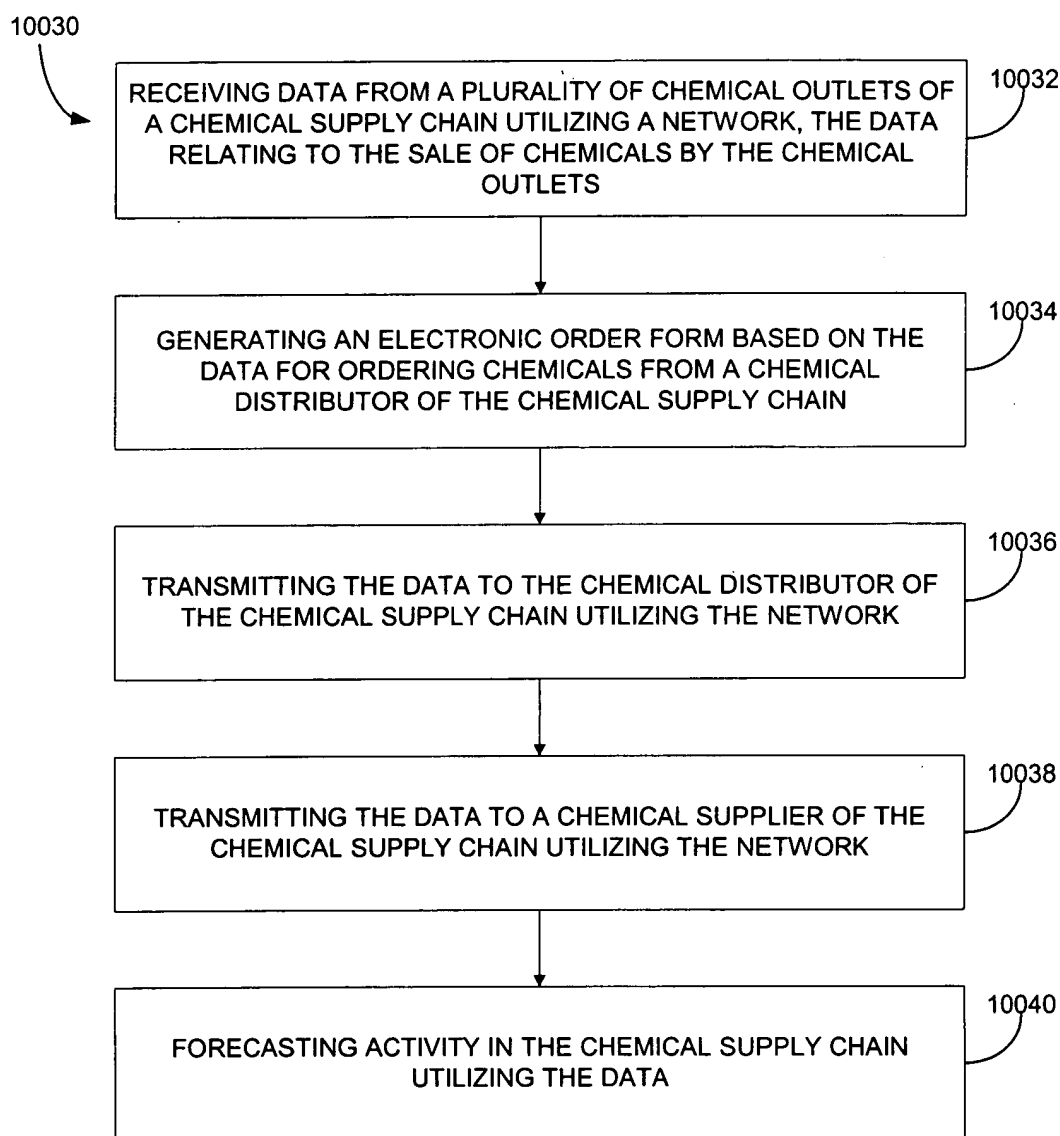 10030
RECEIVING DATA FROM A PLURALITY OF CHEMICAL OUTLETS OF
A CHEMICAL SUPPLY CHAIN UTILIZING A NETWORK, THE DATA
RELATING TO THE SALE OF CHEMICALS BY THE CHEMICAL
OUTLETS
10032
GENERATING AN ELECTRONIC ORDER FORM BASED ON THE
DATA FOR ORDERING CHEMICALS FROM A CHEMICAL
DISTRIBUTOR OF THE CHEMICAL SUPPLY CHAIN
10034
TRANSMITTING THE DATA TO THE CHEMICAL DISTRIBUTOR OF
THE CHEMICAL SUPPLY CHAIN UTILIZING THE NETWORK
10036
TRANSMITTING THE DATA TO A CHEMICAL SUPPLIER OF THE
CHEMICAL SUPPLY CHAIN UTILIZING THE NETWORK
10038
FORECASTING ACTIVITY IN THE CHEMICAL SUPPLY CHAIN
UTILIZING THE DATA
10040